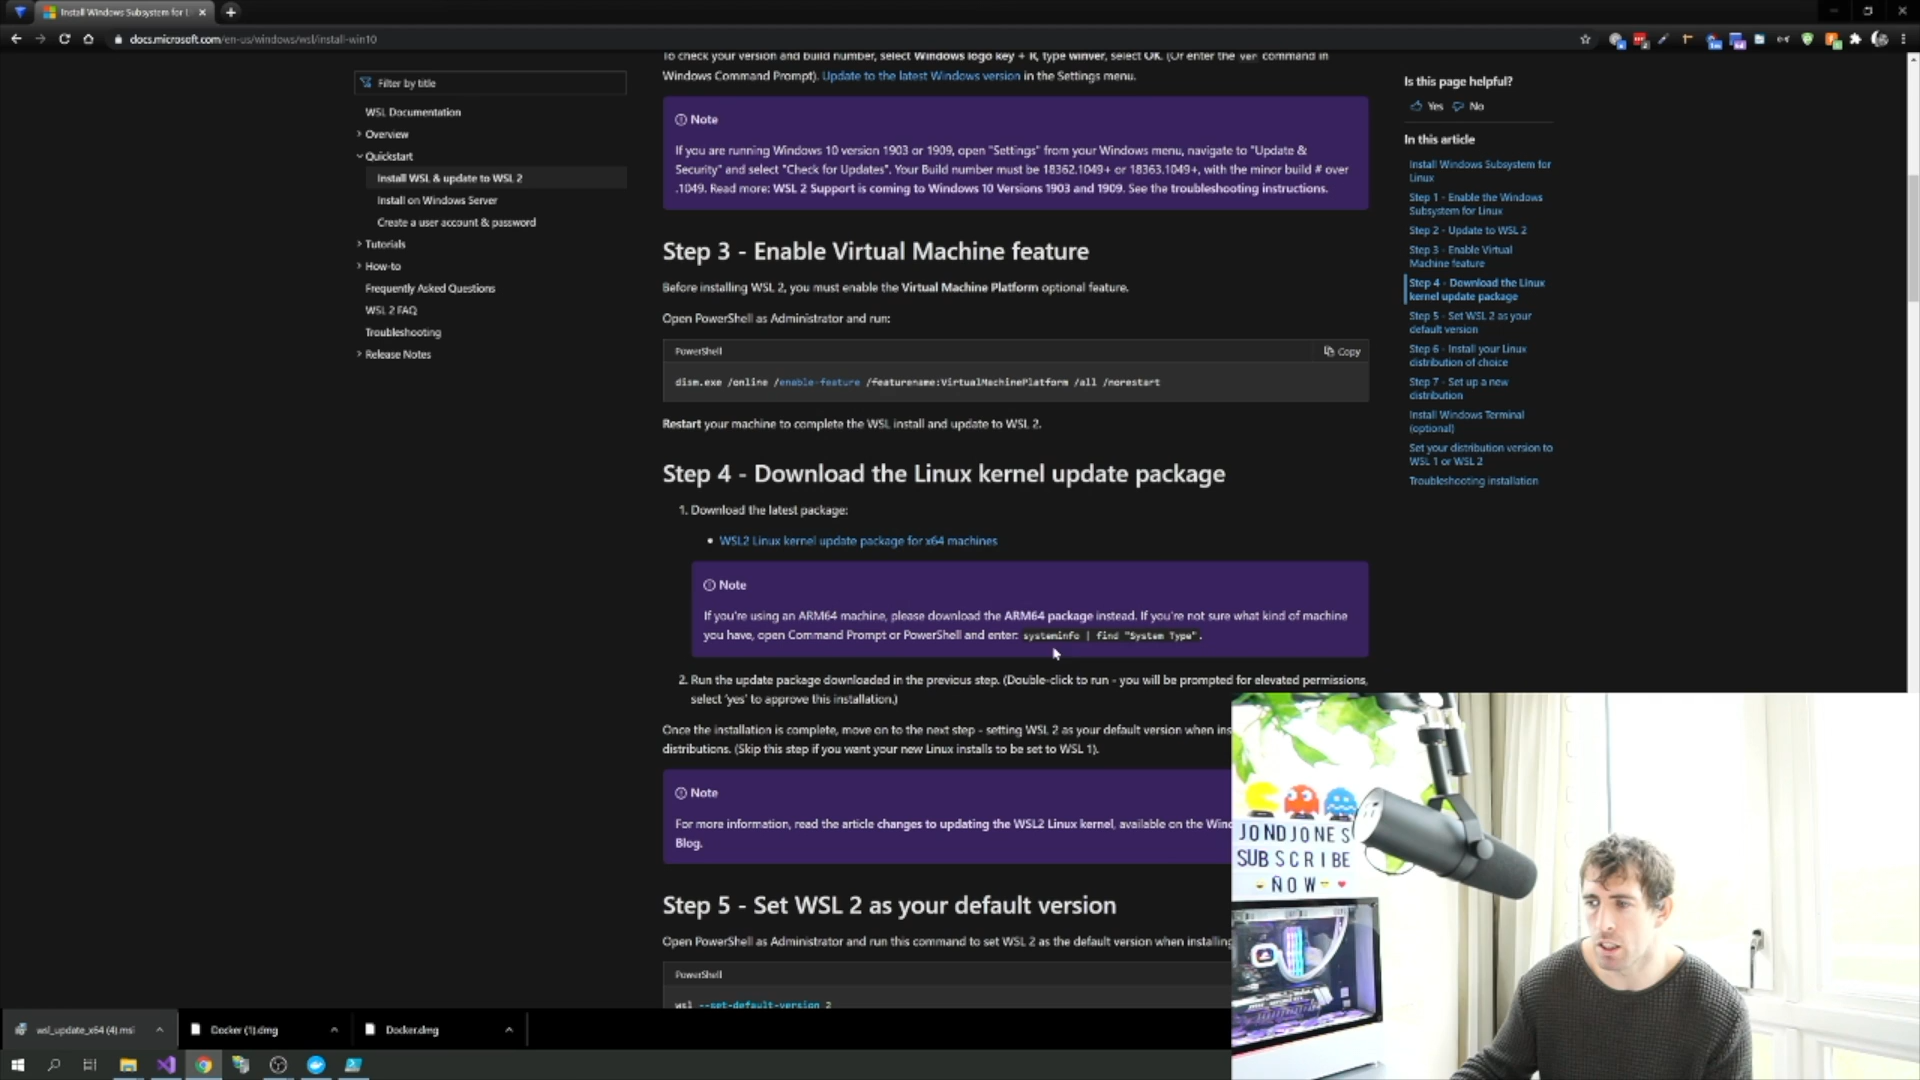 Install Windows Subsystem for L
docs.microsoft.com/en-us/windows/wsl/install-win10
Filter by title
WSL Documentation
Overview
Quickstart
Install WSL & update to WSL 2
Install on Windows Server
Create a user account & password
Tutorials
How-to
Frequently Asked Questions
WSL 2 FAQ
Troubleshooting
Release Notes
To check your version and build number, select Windows logo key + R, type winver, select OK. (Or enter the ver command in
Windows Command Prompt). Update to the latest Windows version in the Settings menu.
Note
If you are running Windows 10 version 1903 or 1909, open "Settings" from your Windows menu, navigate to "Update &
Security" and select "Check for Updates". Your Build number must be 18362.1049+ or 18363.1049+, with the minor build # over
.1049. Read more: WSL 2 Support is coming to Windows 10 Versions 1903 and 1909. See the troubleshooting instructions.
Step 3 - Enable Virtual Machine feature
Before installing WSL 2, you must enable the Virtual Machine Platform optional feature.
Open PowerShell as Administrator and run:
PowerShell
Copy
dism.exe /online /enable-feature /featurename:VirtualMachinePlatform /all /norestart
Restart your machine to complete the WSL install and update to WSL 2.
Step 4 - Download the Linux kernel update package
1. Download the latest package:
• WSL2 Linux kernel update package for x64 machines
Note
If you're using an ARM64 machine, please download the ARM64 package instead. If you're not sure what kind of machine
you have, open Command Prompt or PowerShell and enter: systeminfo | find "System Type".
2. Run the update package downloaded in the previous step. (Double-click to run - you will be prompted for elevated permissions,
select 'yes' to approve this installation.)
Once the installation is complete, move on to the next step - setting WSL 2 as your default version when ins
distributions. (Skip this step if you want your new Linux installs to be set to WSL 1).
Note
For more information, read the article changes to updating the WSL2 Linux kernel, available on the Wind
Blog.
Step 5 - Set WSL 2 as your default version
Open PowerShell as Administrator and run this command to set WSL 2 as the default version when installing
PowerShell
wsl --set-default-version 2
Is this page helpful?
Yes
No
In this article
Install Windows Subsystem for
Linux
Step 1 - Enable the Windows
Subsystem for Linux
Step 2 - Update to WSL 2
Step 3 - Enable Virtual
Machine feature
Step 4 - Download the Linux
kernel update package
Step 5 - Set WSL 2 as your
default version
Step 6 - Install your Linux
distribution of choice
Step 7 - Set up a new
distribution
Install Windows Terminal
(optional)
Set your distribution version to
WSL 1 or WSL 2
Troubleshooting installation
JONDJONES
SUBSCRIBE
NOW
wsl_update_x64 (4).msi
Docker (1).dmg
Docker.dmg